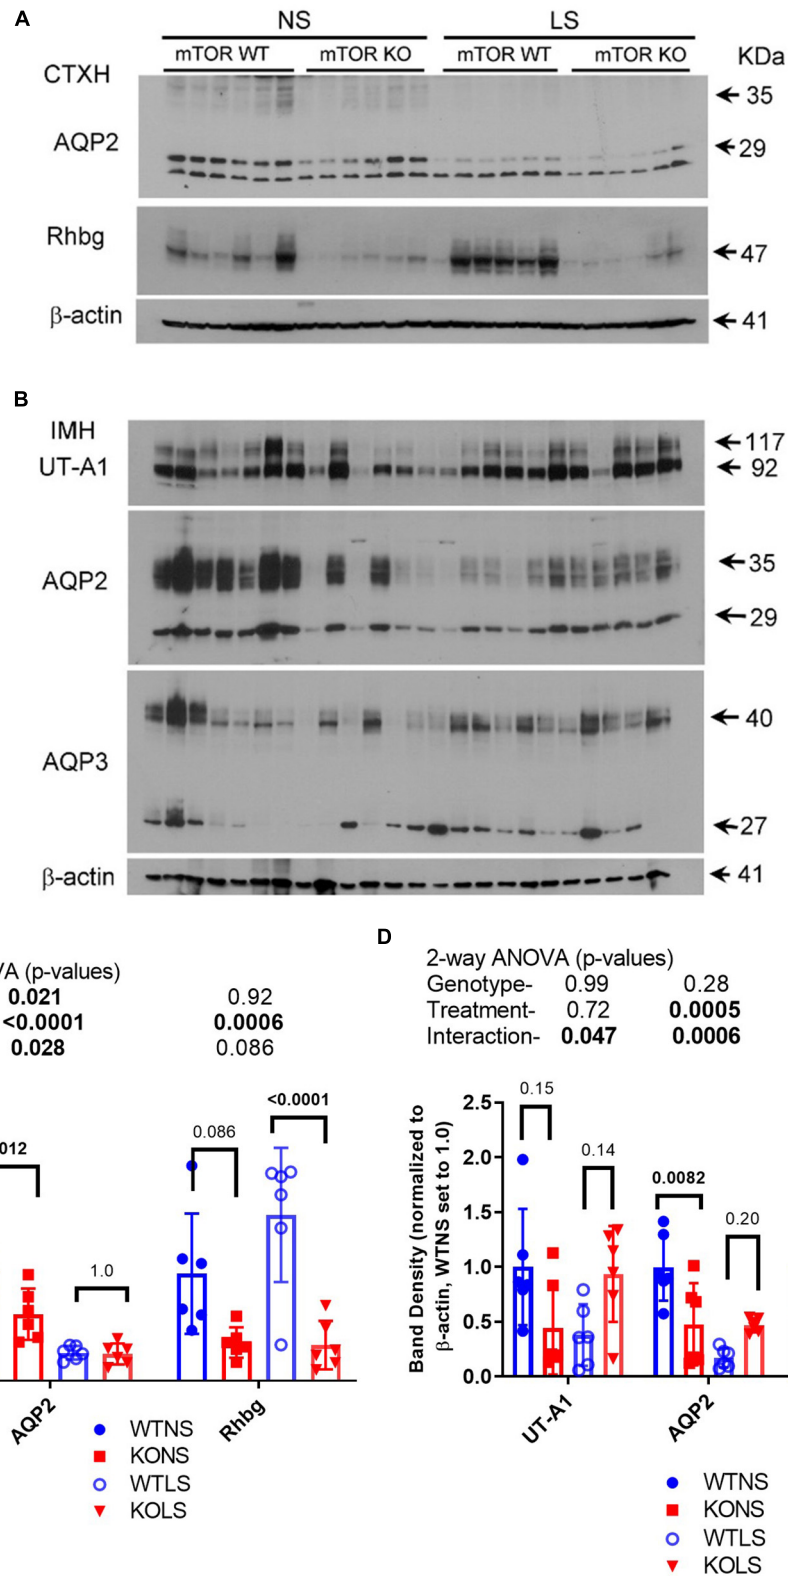 A
NS LS
mTOR WT mTOR KO mTOR WT mTOR KO KDa
CTXH
35
AQP2
29
Rhbg
47
β-actin
41
B
IMH
117
UT-A1
92
35
AQP2
29
40
AQP3
27
β-actin
41
VA (p-values)
0.021 0.92
<0.0001 0.0006
0.028 0.086
012
1.0
0.086
<0.0001
AQP2 Rhbg
WTNS
KONS
WTLS
KOLS
D
2-way ANOVA (p-values)
Genotype- 0.99 0.28
Treatment- 0.72 0.0005
Interaction- 0.047 0.0006
Band Density (normalized to
β-actin, WTNS set to 1.0)
2.5
2.0
1.5
1.0
0.5
0.0
0.15
0.14
0.0082
0.20
UT-A1 AQP2
WTNS
KONS
WTLS
KOLS